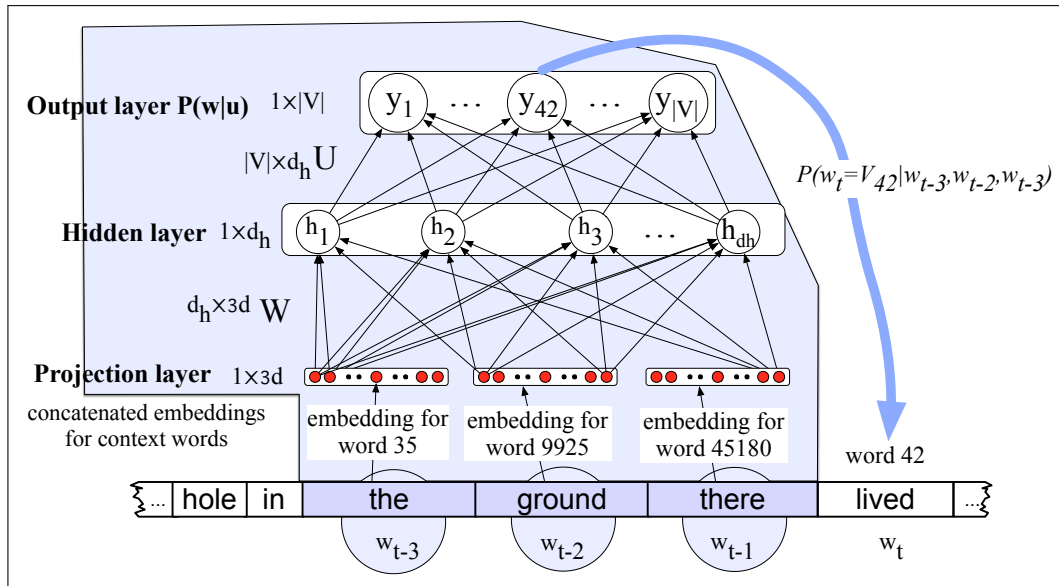 Output layer P(w|u) 1×|V|
y1 . . . y42 . . . y|V|
|V|×dh U
P(wt=V42|wt-3,wt-2,wt-3)
Hidden layer 1×dh
h1 h2 h3 . . . hdh
dh×3d W
Projection layer 1×3d
concatenated embeddings
for context words
embedding for
word 35
embedding for
word 9925
embedding for
word 45180
word 42
... hole in the ground there lived ...
wt-3 wt-2 wt-1 wt